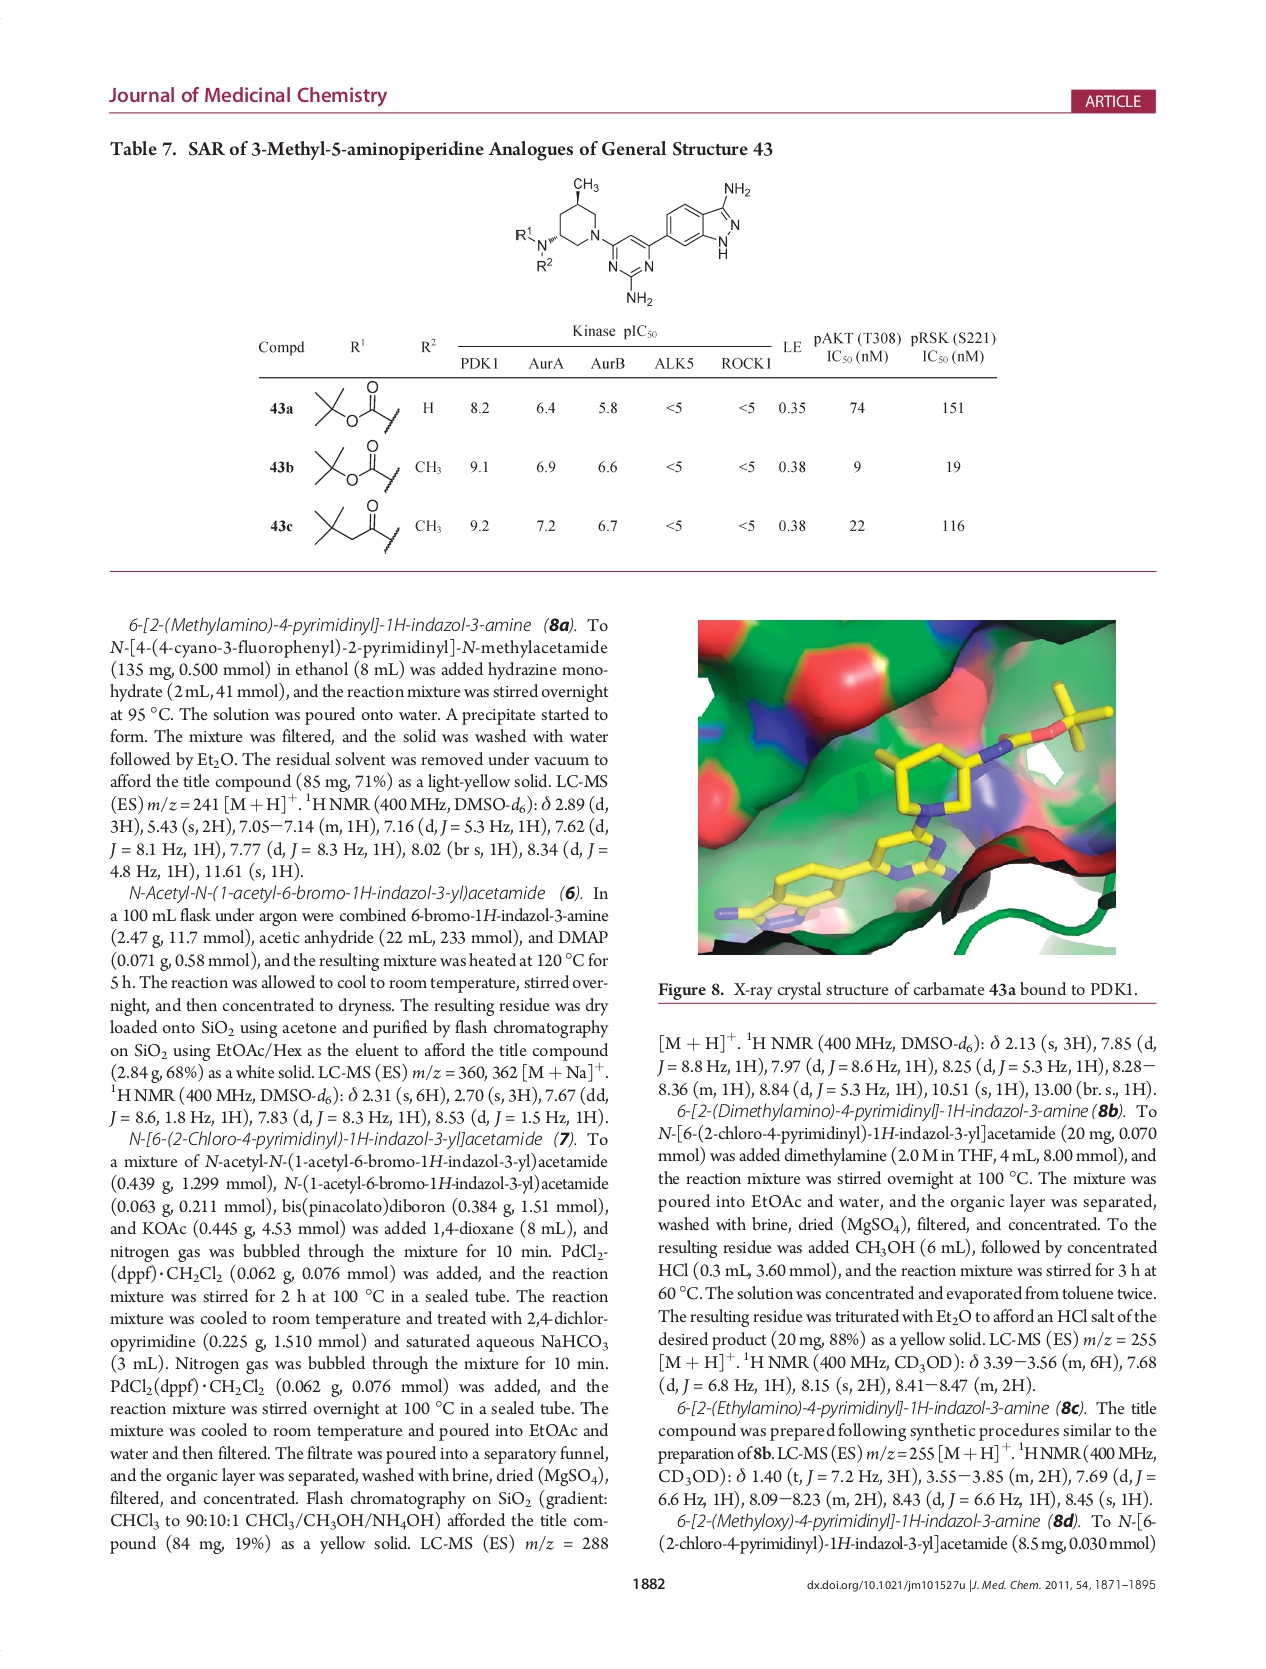 Journal of Medicinal Chemistry
ARTICLE
Table 7. SAR of 3-Methyl-5-aminopiperidine Analogues of General Structure 43
CH₃
NH₂
R¹
N
N
N
R²
N
H
N
N
NH₂
Kinase pIC₅₀
Compd R¹ R² PDK1 AurA AurB ALK5 ROCK1 LE pAKT (T308) IC₅₀ (nM) pRSK (S221) IC₅₀ (nM)
O
43a O H 8.2 6.4 5.8 <5 <5 0.35 74 151
O
43b O CH₃ 9.1 6.9 6.6 <5 <5 0.38 9 19
O
43c CH₃ 9.2 7.2 6.7 <5 <5 0.38 22 116
6-[2-(Methylamino)-4-pyrimidinyl]-1H-indazol-3-amine (8a). To
N-[4-(4-cyano-3-fluorophenyl)-2-pyrimidinyl]-N-methylacetamide
(135 mg, 0.500 mmol) in ethanol (8 mL) was added hydrazine mono-
hydrate (2 mL, 41 mmol), and the reaction mixture was stirred overnight
at 95 °C. The solution was poured onto water. A precipitate started to
form. The mixture was filtered, and the solid was washed with water
followed by Et₂O. The residual solvent was removed under vacuum to
afford the title compound (85 mg, 71%) as a light-yellow solid. LC-MS
(ES) m/z = 241 [M + H]⁺. ¹H NMR (400 MHz, DMSO-d₆): δ 2.89 (d,
3H), 5.43 (s, 2H), 7.05−7.14 (m, 1H), 7.16 (d, J = 5.3 Hz, 1H), 7.62 (d,
J = 8.1 Hz, 1H), 7.77 (d, J = 8.3 Hz, 1H), 8.02 (br s, 1H), 8.34 (d, J =
4.8 Hz, 1H), 11.61 (s, 1H).
N-Acetyl-N-(1-acetyl-6-bromo-1H-indazol-3-yl)acetamide (6). In
a 100 mL flask under argon were combined 6-bromo-1H-indazol-3-amine
(2.47 g, 11.7 mmol), acetic anhydride (22 mL, 233 mmol), and DMAP
(0.071 g, 0.58 mmol), and the resulting mixture was heated at 120 °C for
5 h. The reaction was allowed to cool to room temperature, stirred over-
night, and then concentrated to dryness. The resulting residue was dry
loaded onto SiO₂ using acetone and purified by flash chromatography
on SiO₂ using EtOAc/Hex as the eluent to afford the title compound
(2.84 g, 68%) as a white solid. LC-MS (ES) m/z = 360, 362 [M + Na]⁺.
¹H NMR (400 MHz, DMSO-d₆): δ 2.31 (s, 6H), 2.70 (s, 3H), 7.67 (dd,
J = 8.6, 1.8 Hz, 1H), 7.83 (d, J = 8.3 Hz, 1H), 8.53 (d, J = 1.5 Hz, 1H).
N-[6-(2-Chloro-4-pyrimidinyl)-1H-indazol-3-yl]acetamide (7). To
a mixture of N-acetyl-N-(1-acetyl-6-bromo-1H-indazol-3-yl)acetamide
(0.439 g, 1.299 mmol), N-(1-acetyl-6-bromo-1H-indazol-3-yl)acetamide
(0.063 g, 0.211 mmol), bis(pinacolato)diboron (0.384 g, 1.51 mmol),
and KOAc (0.445 g, 4.53 mmol) was added 1,4-dioxane (8 mL), and
nitrogen gas was bubbled through the mixture for 10 min. PdCl₂-
(dppf)·CH₂Cl₂ (0.062 g, 0.076 mmol) was added, and the reaction
mixture was stirred for 2 h at 100 °C in a sealed tube. The reaction
mixture was cooled to room temperature and treated with 2,4-dichlor-
opyrimidine (0.225 g, 1.510 mmol) and saturated aqueous NaHCO₃
(3 mL). Nitrogen gas was bubbled through the mixture for 10 min.
PdCl₂(dppf)·CH₂Cl₂ (0.062 g, 0.076 mmol) was added, and the
reaction mixture was stirred overnight at 100 °C in a sealed tube. The
mixture was cooled to room temperature and poured into EtOAc and
water and then filtered. The filtrate was poured into a separatory funnel,
and the organic layer was separated, washed with brine, dried (MgSO₄),
filtered, and concentrated. Flash chromatography on SiO₂ (gradient:
CHCl₃ to 90:10:1 CHCl₃/CH₃OH/NH₄OH) afforded the title com-
pound (84 mg, 19%) as a yellow solid. LC-MS (ES) m/z = 288
Figure 8. X-ray crystal structure of carbamate 43a bound to PDK1.
[M + H]⁺. ¹H NMR (400 MHz, DMSO-d₆): δ 2.13 (s, 3H), 7.85 (d,
J = 8.8 Hz, 1H), 7.97 (d, J = 8.6 Hz, 1H), 8.25 (d, J = 5.3 Hz, 1H), 8.28−
8.36 (m, 1H), 8.84 (d, J = 5.3 Hz, 1H), 10.51 (s, 1H), 13.00 (br. s., 1H).
6-[2-(Dimethylamino)-4-pyrimidinyl]-1H-indazol-3-amine (8b). To
N-[6-(2-chloro-4-pyrimidinyl)-1H-indazol-3-yl]acetamide (20 mg, 0.070
mmol) was added dimethylamine (2.0 M in THF, 4 mL, 8.00 mmol), and
the reaction mixture was stirred overnight at 100 °C. The mixture was
poured into EtOAc and water, and the organic layer was separated,
washed with brine, dried (MgSO₄), filtered, and concentrated. To the
resulting residue was added CH₃OH (6 mL), followed by concentrated
HCl (0.3 mL, 3.60 mmol), and the reaction mixture was stirred for 3 h at
60 °C. The solution was concentrated and evaporated from toluene twice.
The resulting residue was triturated with Et₂O to afford an HCl salt of the
desired product (20 mg, 88%) as a yellow solid. LC-MS (ES) m/z = 255
[M + H]⁺. ¹H NMR (400 MHz, CD₃OD): δ 3.39−3.56 (m, 6H), 7.68
(d, J = 6.8 Hz, 1H), 8.15 (s, 2H), 8.41−8.47 (m, 2H).
6-[2-(Ethylamino)-4-pyrimidinyl]-1H-indazol-3-amine (8c). The title
compound was prepared following synthetic procedures similar to the
preparation of 8b. LC-MS (ES) m/z = 255 [M + H]⁺. ¹H NMR (400 MHz,
CD₃OD): δ 1.40 (t, J = 7.2 Hz, 3H), 3.55−3.85 (m, 2H), 7.69 (d, J =
6.6 Hz, 1H), 8.09−8.23 (m, 2H), 8.43 (d, J = 6.6 Hz, 1H), 8.45 (s, 1H).
6-[2-(Methyloxy)-4-pyrimidinyl]-1H-indazol-3-amine (8d). To N-[6-
(2-chloro-4-pyrimidinyl)-1H-indazol-3-yl]acetamide (8.5 mg, 0.030 mmol)
1882
dx.doi.org/10.1021/jm101527u |J. Med. Chem. 2011, 54, 1871–1895